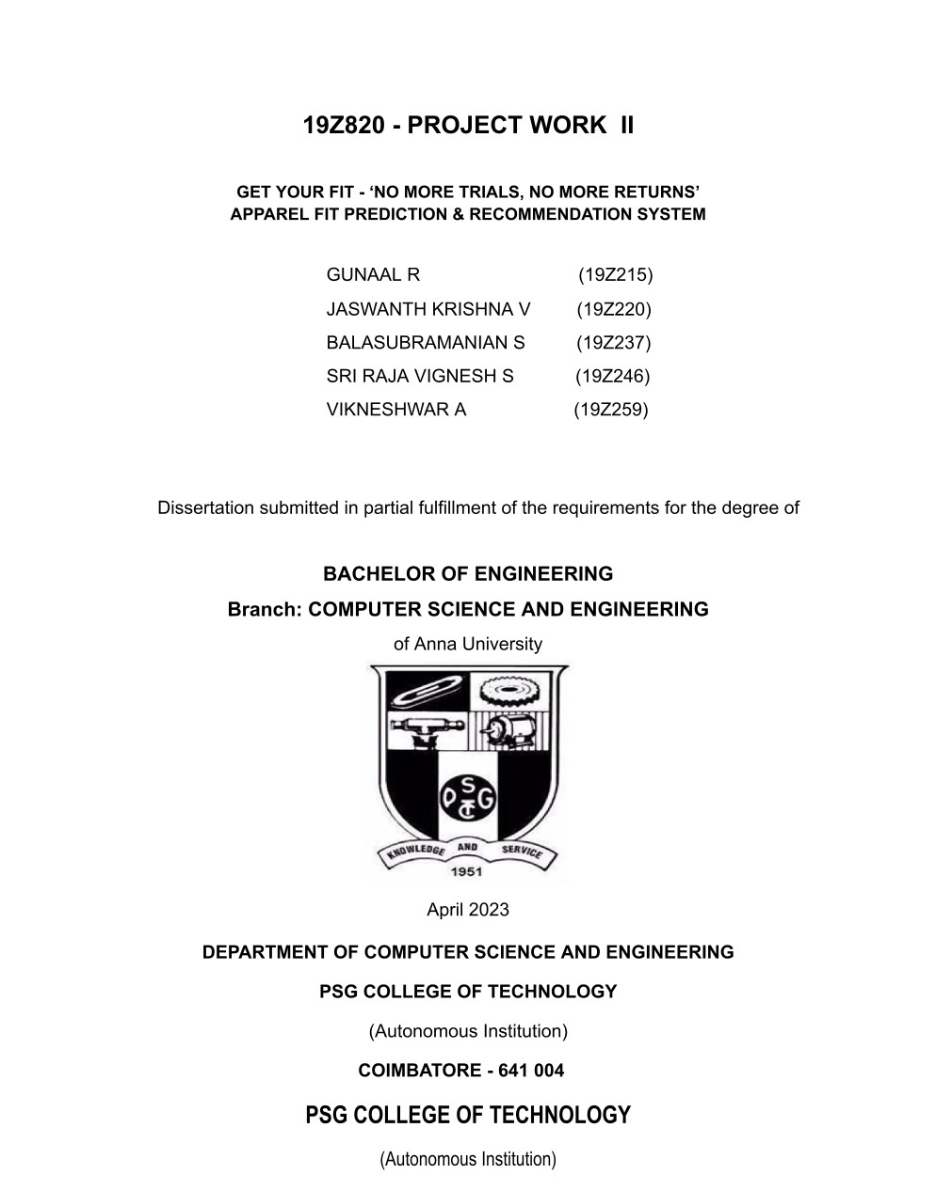 19Z820 - PROJECT WORK II
GET YOUR FIT - ‘NO MORE TRIALS, NO MORE RETURNS’
APPAREL FIT PREDICTION & RECOMMENDATION SYSTEM
GUNAAL R (19Z215)
JASWANTH KRISHNA V (19Z220)
BALASUBRAMANIAN S (19Z237)
SRI RAJA VIGNESH S (19Z246)
VIKNESHWAR A (19Z259)
Dissertation submitted in partial fulfillment of the requirements for the degree of
BACHELOR OF ENGINEERING
Branch: COMPUTER SCIENCE AND ENGINEERING
of Anna University
PSG
TC
KNOWLEDGE AND SERVICE
1951
April 2023
DEPARTMENT OF COMPUTER SCIENCE AND ENGINEERING
PSG COLLEGE OF TECHNOLOGY
(Autonomous Institution)
COIMBATORE - 641 004
PSG COLLEGE OF TECHNOLOGY
(Autonomous Institution)